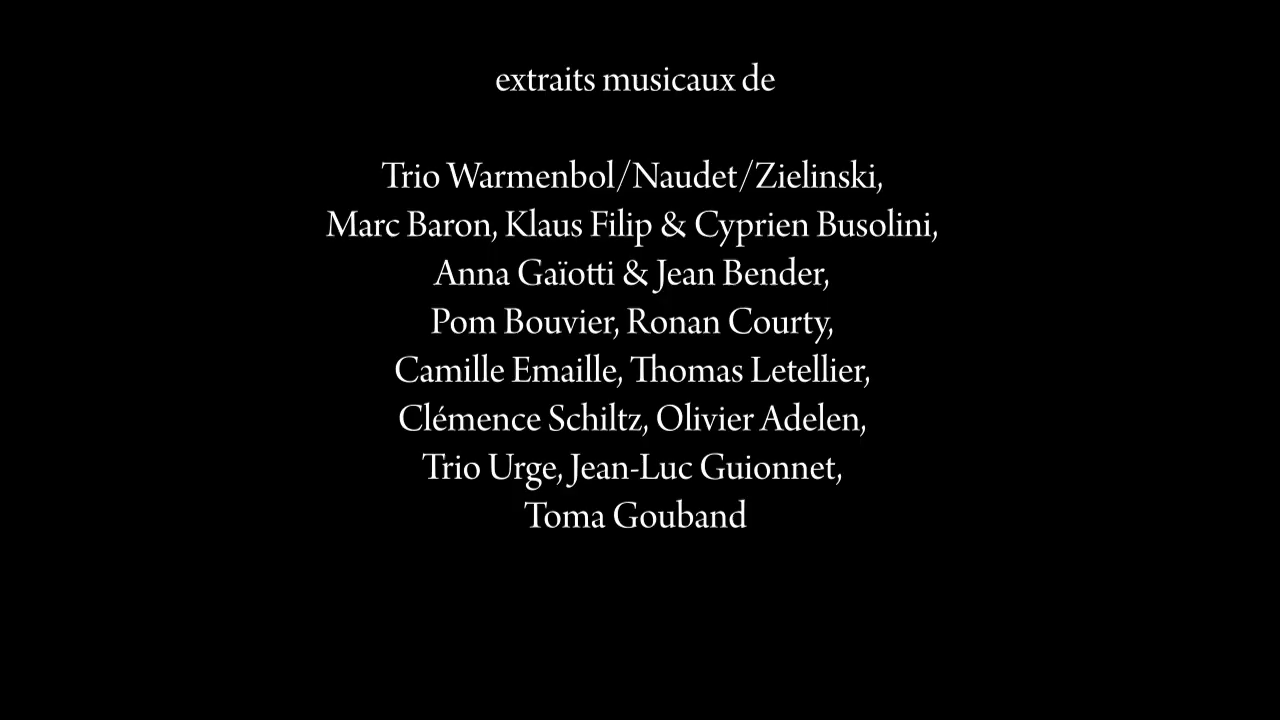 extraits musicaux de
Trio Warmenbol/Naudet/Zielinski,
Marc Baron, Klaus Filip & Cyprien Busolini,
Anna Gaïotti & Jean Bender,
Pom Bouvier, Ronan Courty,
Camille Emaille, Thomas Letellier,
Clémence Schiltz, Olivier Adelen,
Trio Urge, Jean-Luc Guionnet,
Toma Gouband